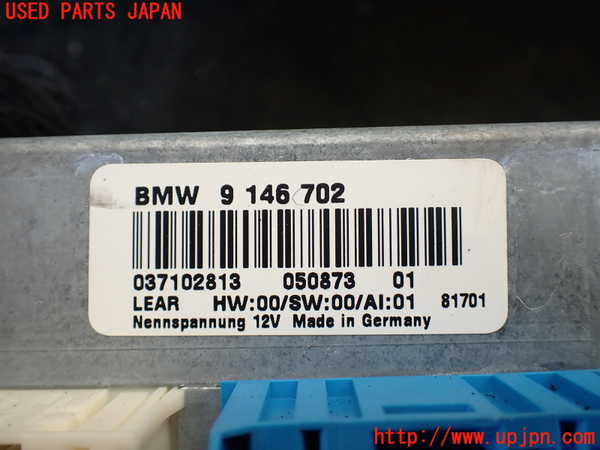 USED PARTS JAPAN
BMW 9 146 702
037102813 050873 01
LEAR HW:00/SW:00/AI:01 81701
Nennspannung 12V Made in Germany
http://www.upjpn.com/